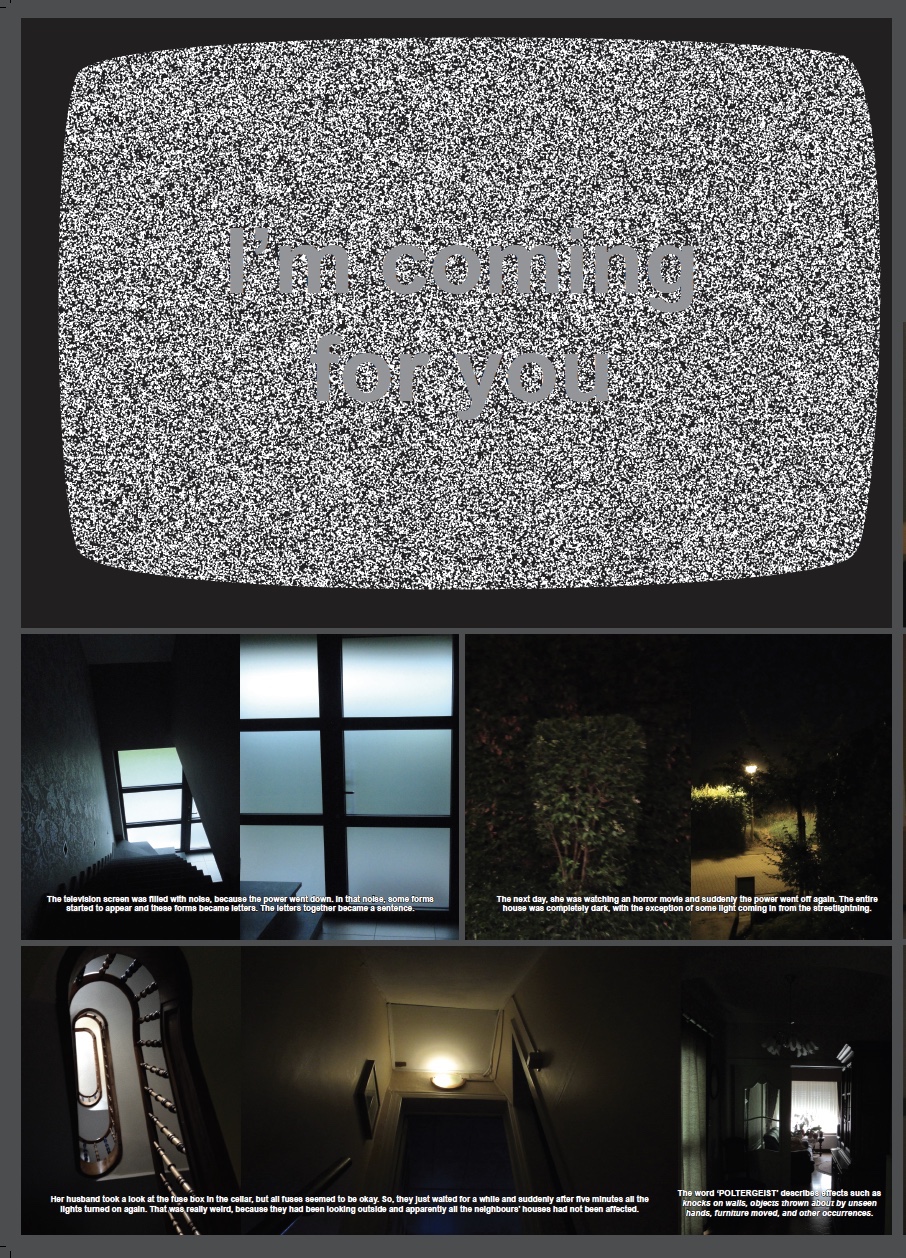 I'm coming
for you
The television screen was filled with noise, because the power went down. In that noise, some forms
started to appear and these forms became letters. The letters together became a sentence.
The next day, she was watching an horror movie and suddenly the power went off again. The entire
house was completely dark, with the exception of some light coming in from the streetlightning.
Her husband took a look at the fuse box in the cellar, but all fuses seemed to be okay. So, they just waited for a while and suddenly after five minutes all the
lights turned on again. That was really weird, because they had been looking outside and apparently all the neighbours' houses had not been affected.
The word 'POLTERGEIST' describes effects such as
knocks on walls, objects thrown about by unseen
hands, furniture moved, and other occurrences.